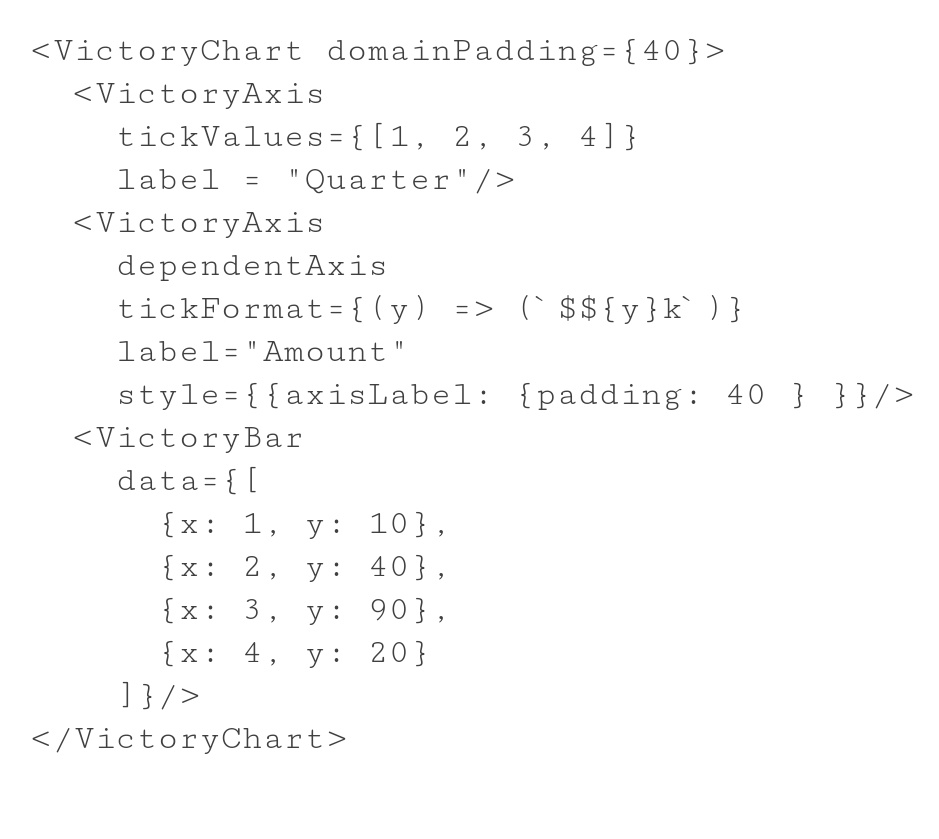 <VictoryChart domainPadding={40}>
  <VictoryAxis
    tickValues={[1, 2, 3, 4]}
    label = "Quarter"/>
  <VictoryAxis
    dependentAxis
    tickFormat={(y) => (`$${y}k`)}
    label="Amount"
    style={{axisLabel: {padding: 40 } }}/>
  <VictoryBar
    data={[
      {x: 1, y: 10},
      {x: 2, y: 40},
      {x: 3, y: 90},
      {x: 4, y: 20}
    ]}/>
</VictoryChart>